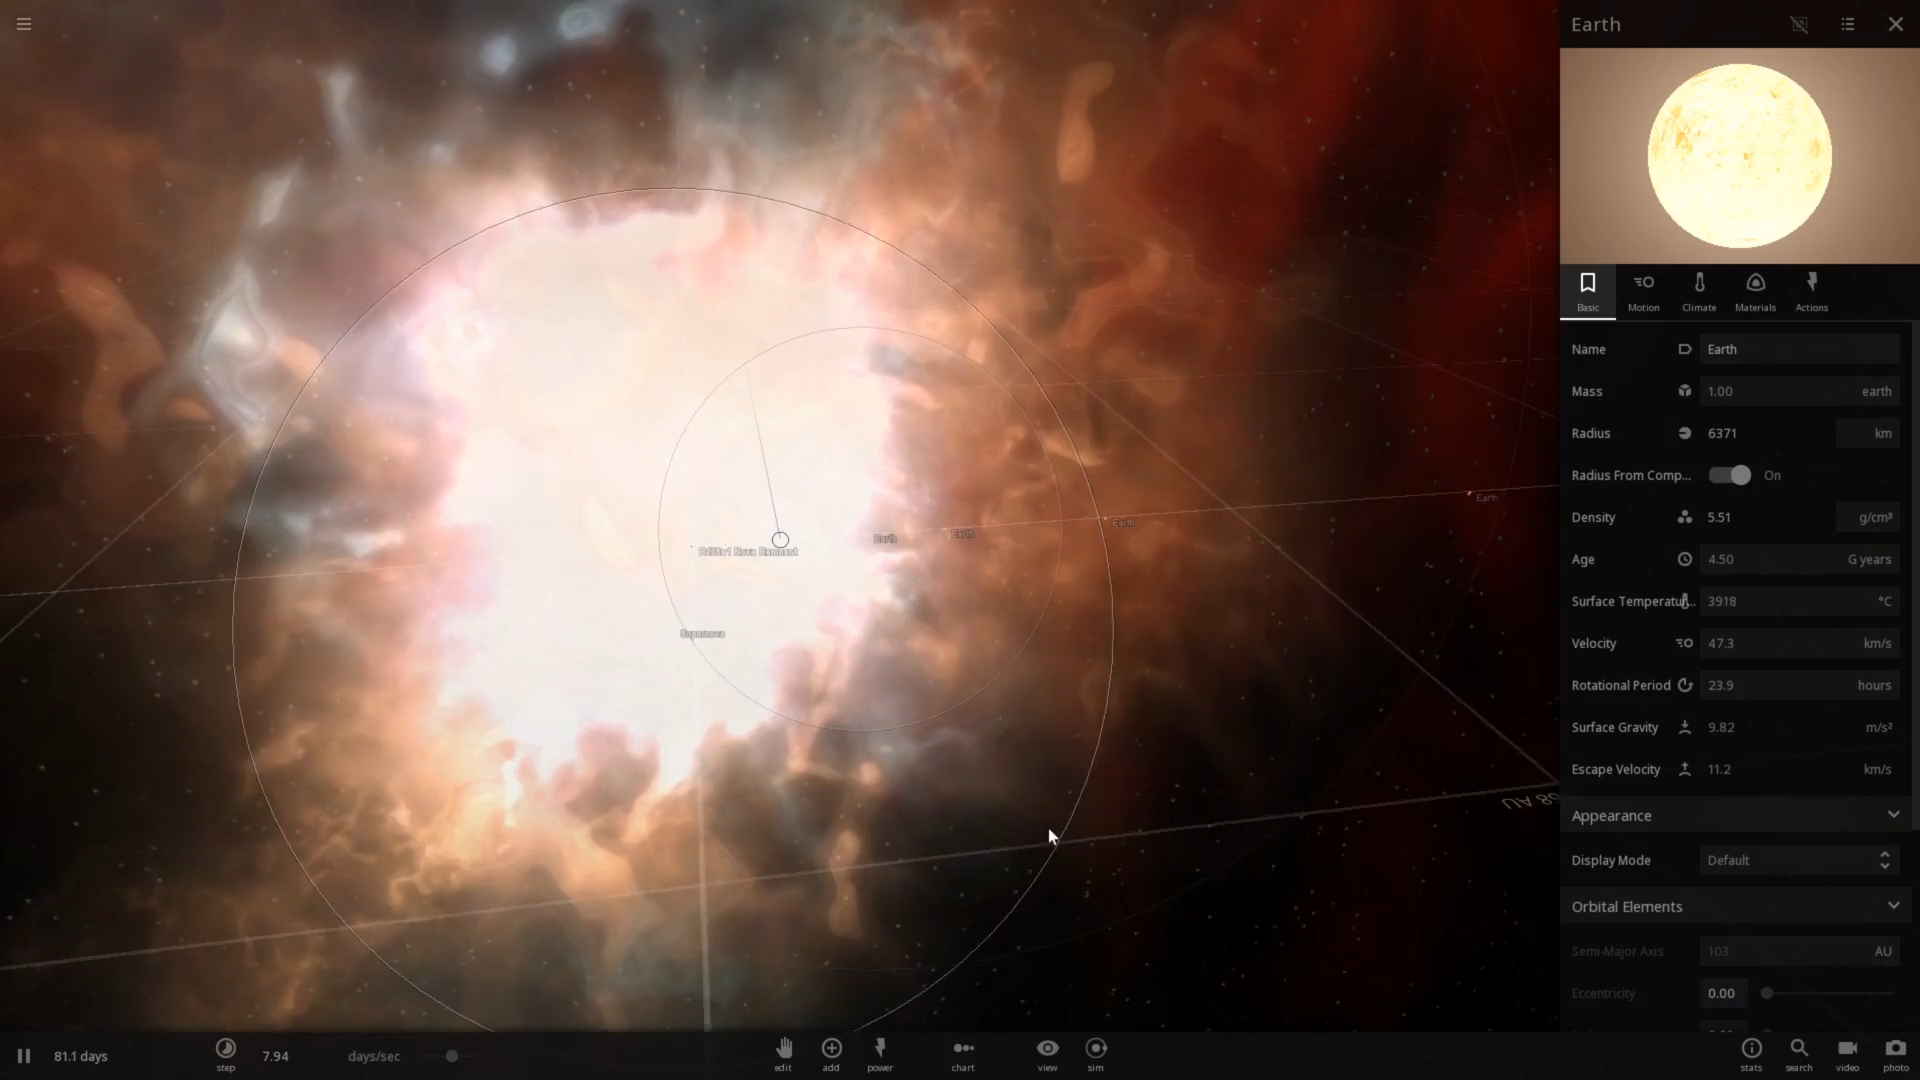 Earth
Basic
Motion
Climate
Materials
Actions
Name
Earth
Mass
1.00 earth
Radius
6371 km
Radius From Comp...
On
Density
5.51 g/cm³
Age
4.50 G years
Surface Temperatur...
3918 °C
Velocity
47.3 km/s
Rotational Period
23.9 hours
Surface Gravity
9.82 m/s²
Escape Velocity
11.2 km/s
Appearance
Display Mode
Default
Orbital Elements
Semi-Major Axis
103 AU
Eccentricity
0.00
Earth
Earth
Earth
Earth
Nova Remnant
Supernova
81.1 days
step
7.94 days/sec
edit
add
power
chart
view
sim
stats
search
video
photo